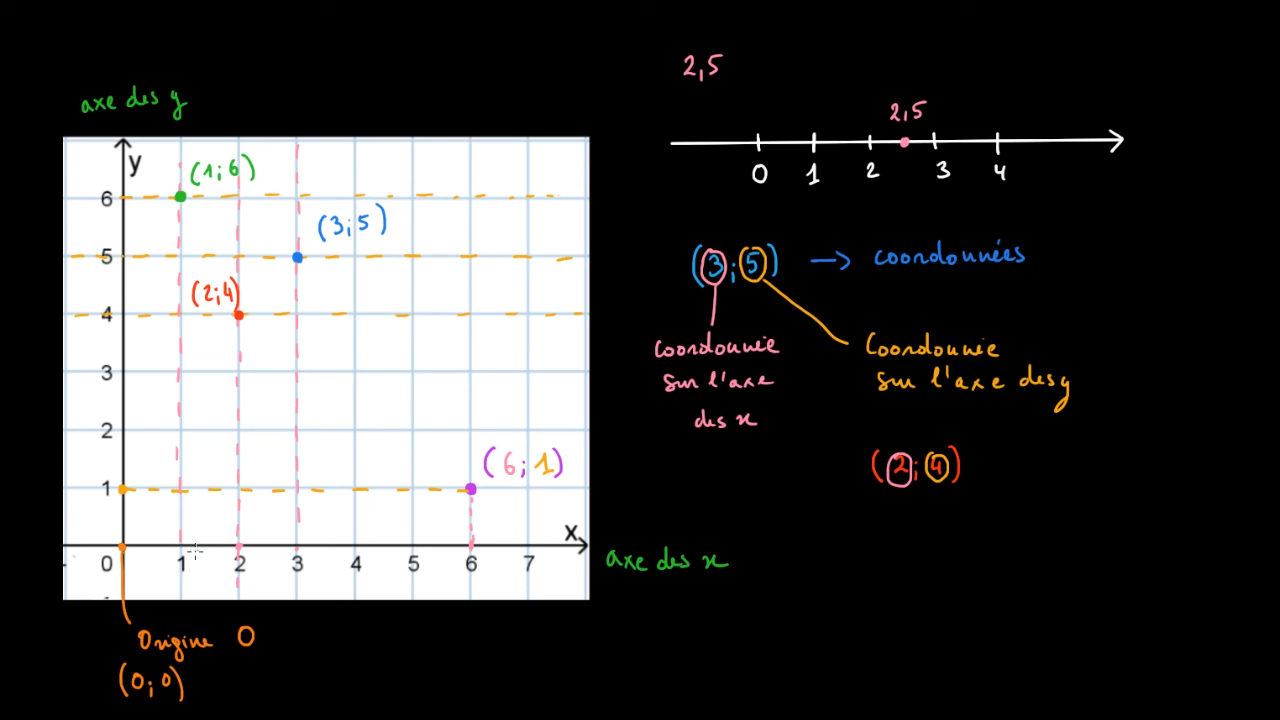 axe des y
y
(1;6)
6
(3;5)
5
(2;4)
4
3
2
(6;1)
1
x
0 1 2 3 4 5 6 7
axe des x
Origine O
(0;0)
2,5
2,5
0 1 2 3 4
(3;5) → coordonnées
Coordonnée
sur l'axe
des x
Coordonnée
sur l'axe des y
(2;4)